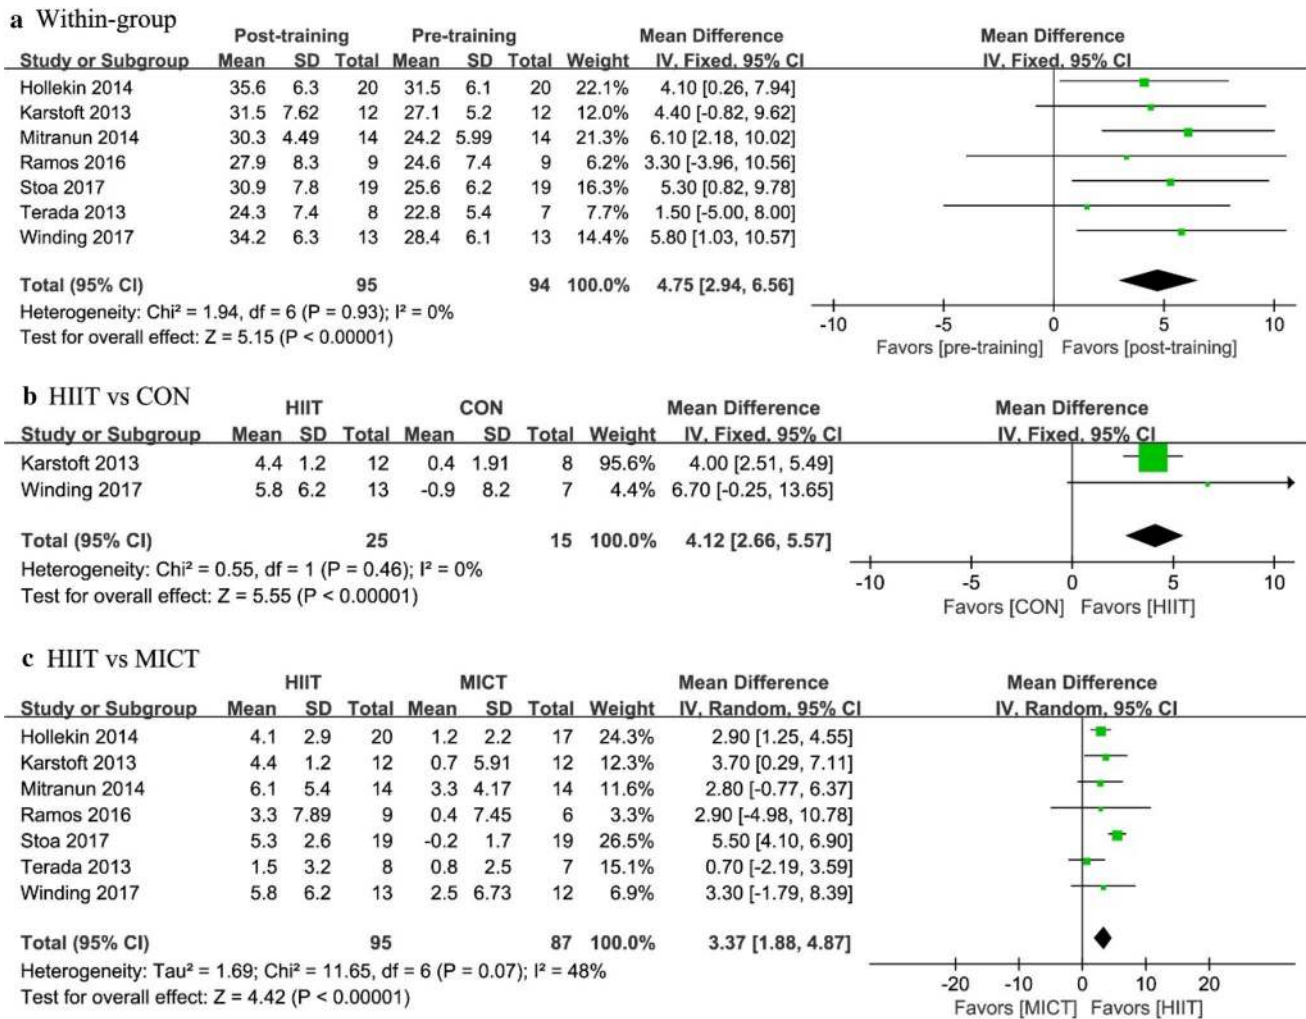 a Within-group
Post-training Pre-training Mean Difference Mean Difference
Study or Subgroup Mean SD Total Mean SD Total Weight IV, Fixed, 95% CI IV, Fixed, 95% CI
Hollekin 2014 35.6 6.3 20 31.5 6.1 20 22.1% 4.10 [0.26, 7.94]
Karstoft 2013 31.5 7.62 12 27.1 5.2 12 12.0% 4.40 [-0.82, 9.62]
Mitranun 2014 30.3 4.49 14 24.2 5.99 14 21.3% 6.10 [2.18, 10.02]
Ramos 2016 27.9 8.3 9 24.6 7.4 9 6.2% 3.30 [-3.96, 10.56]
Stoa 2017 30.9 7.8 19 25.6 6.2 19 16.3% 5.30 [0.82, 9.78]
Terada 2013 24.3 7.4 8 22.8 5.4 7 7.7% 1.50 [-5.00, 8.00]
Winding 2017 34.2 6.3 13 28.4 6.1 13 14.4% 5.80 [1.03, 10.57]
Total (95% CI) 95 94 100.0% 4.75 [2.94, 6.56]
Heterogeneity: Chi² = 1.94, df = 6 (P = 0.93); I² = 0%
Test for overall effect: Z = 5.15 (P < 0.00001)
-10 -5 0 5 10
Favors [pre-training] Favors [post-training]
b HIIT vs CON
HIIT CON Mean Difference Mean Difference
Study or Subgroup Mean SD Total Mean SD Total Weight IV, Fixed, 95% CI IV, Fixed, 95% CI
Karstoft 2013 4.4 1.2 12 0.4 1.91 8 95.6% 4.00 [2.51, 5.49]
Winding 2017 5.8 6.2 13 -0.9 8.2 7 4.4% 6.70 [-0.25, 13.65]
Total (95% CI) 25 15 100.0% 4.12 [2.66, 5.57]
Heterogeneity: Chi² = 0.55, df = 1 (P = 0.46); I² = 0%
Test for overall effect: Z = 5.55 (P < 0.00001)
-10 -5 0 5 10
Favors [CON] Favors [HIIT]
c HIIT vs MICT
HIIT MICT Mean Difference Mean Difference
Study or Subgroup Mean SD Total Mean SD Total Weight IV, Random, 95% CI IV, Random, 95% CI
Hollekin 2014 4.1 2.9 20 1.2 2.2 17 24.3% 2.90 [1.25, 4.55]
Karstoft 2013 4.4 1.2 12 0.7 5.91 12 12.3% 3.70 [0.29, 7.11]
Mitranun 2014 6.1 5.4 14 3.3 4.17 14 11.6% 2.80 [-0.77, 6.37]
Ramos 2016 3.3 7.89 9 0.4 7.45 6 3.3% 2.90 [-4.98, 10.78]
Stoa 2017 5.3 2.6 19 -0.2 1.7 19 26.5% 5.50 [4.10, 6.90]
Terada 2013 1.5 3.2 8 0.8 2.5 7 15.1% 0.70 [-2.19, 3.59]
Winding 2017 5.8 6.2 13 2.5 6.73 12 6.9% 3.30 [-1.79, 8.39]
Total (95% CI) 95 87 100.0% 3.37 [1.88, 4.87]
Heterogeneity: Tau² = 1.69; Chi² = 11.65, df = 6 (P = 0.07); I² = 48%
Test for overall effect: Z = 4.42 (P < 0.00001)
-20 -10 0 10 20
Favors [MICT] Favors [HIIT]